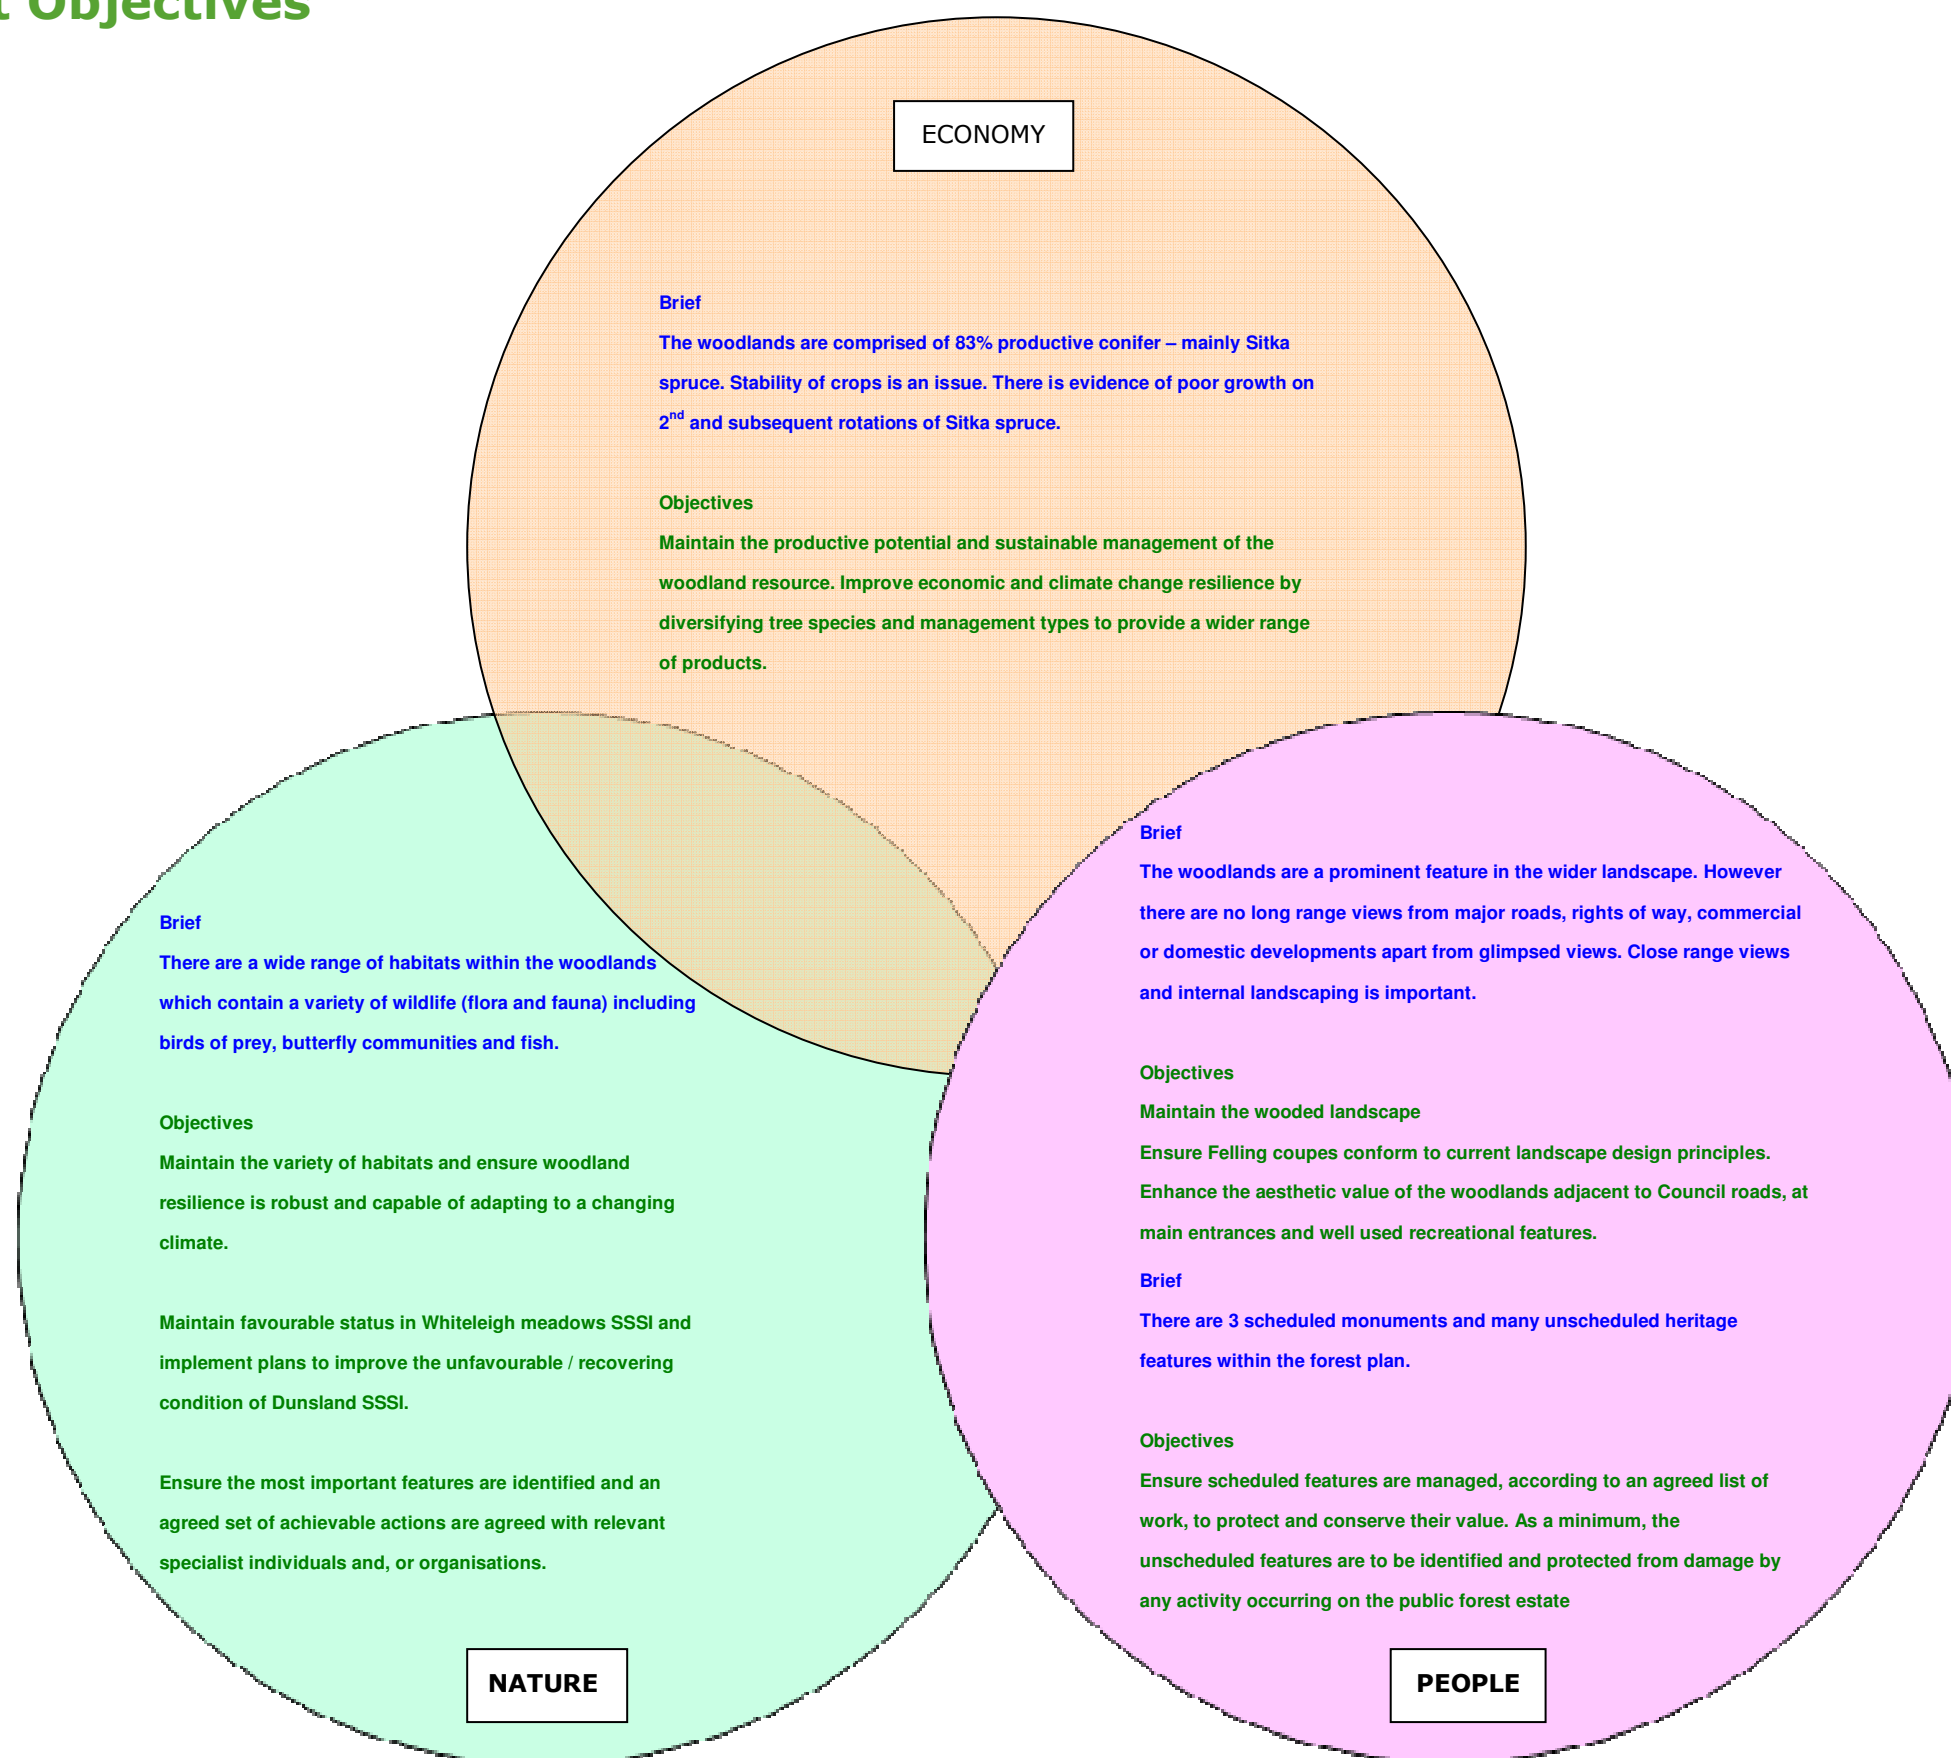 t Objectives
ECONOMY
Brief
The woodlands are comprised of 83% productive conifer – mainly Sitka
spruce. Stability of crops is an issue. There is evidence of poor growth on
2nd and subsequent rotations of Sitka spruce.
Objectives
Maintain the productive potential and sustainable management of the
woodland resource. Improve economic and climate change resilience by
diversifying tree species and management types to provide a wider range
of products.
Brief
There are a wide range of habitats within the woodlands
which contain a variety of wildlife (flora and fauna) including
birds of prey, butterfly communities and fish.
Objectives
Maintain the variety of habitats and ensure woodland
resilience is robust and capable of adapting to a changing
climate.
Maintain favourable status in Whiteleigh meadows SSSI and
implement plans to improve the unfavourable / recovering
condition of Dunsland SSSI.
Ensure the most important features are identified and an
agreed set of achievable actions are agreed with relevant
specialist individuals and, or organisations.
NATURE
Brief
The woodlands are a prominent feature in the wider landscape. However
there are no long range views from major roads, rights of way, commercial
or domestic developments apart from glimpsed views. Close range views
and internal landscaping is important.
Objectives
Maintain the wooded landscape
Ensure Felling coupes conform to current landscape design principles.
Enhance the aesthetic value of the woodlands adjacent to Council roads, at
main entrances and well used recreational features.
Brief
There are 3 scheduled monuments and many unscheduled heritage
features within the forest plan.
Objectives
Ensure scheduled features are managed, according to an agreed list of
work, to protect and conserve their value. As a minimum, the
unscheduled features are to be identified and protected from damage by
any activity occurring on the public forest estate
PEOPLE